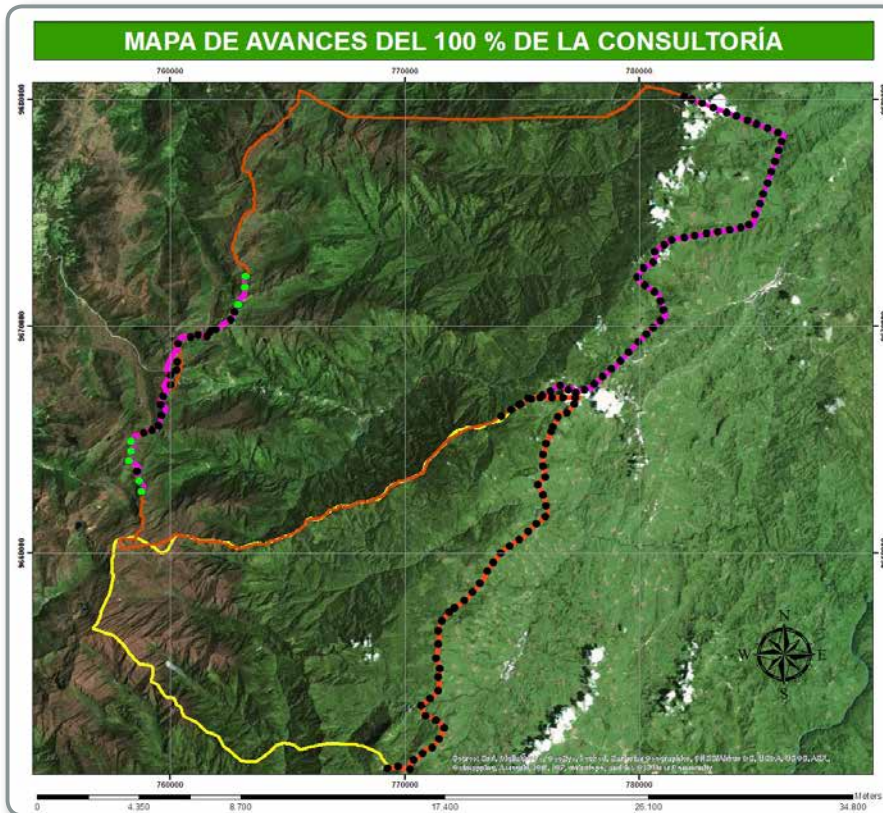 MAPA DE AVANCES DEL 100 % DE LA CONSULTORÍA
760000 770000 780000
9680000
9670000
N
W E
S
760000 770000 780000
Meters
0 4.350 8.700 17.400 26.100 34.800